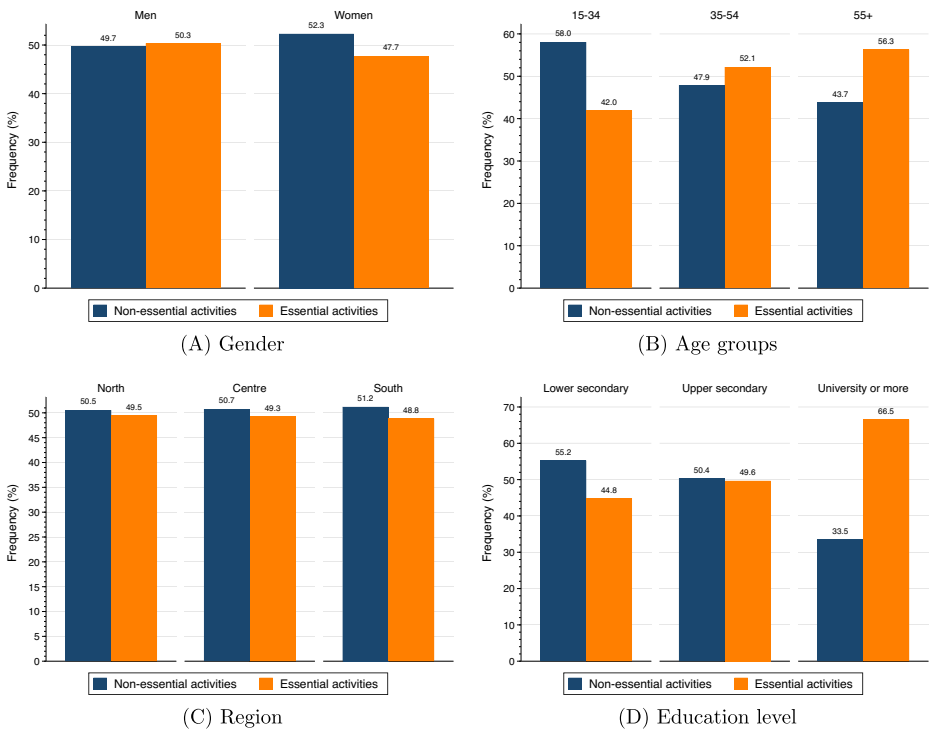 Men Women
52.3
49.7 50.3
47.7
50
40
30
20
10
0
Frequency (%)
Non-essential activities Essential activities
(A) Gender
15-34 35-54 55+
60
58.0
56.3
52.1
50
47.9
43.7
42.0
40
30
20
10
0
Frequency (%)
Non-essential activities Essential activities
(B) Age groups
North Centre South
50.5 49.5 50.7 49.3 51.2 48.8
50
45
40
35
30
25
20
15
10
5
0
Frequency (%)
Non-essential activities Essential activities
(C) Region
Lower secondary Upper secondary University or more
70
66.5
60
55.2
50.4 49.6
50
44.8
40
33.5
30
20
10
0
Frequency (%)
Non-essential activities Essential activities
(D) Education level